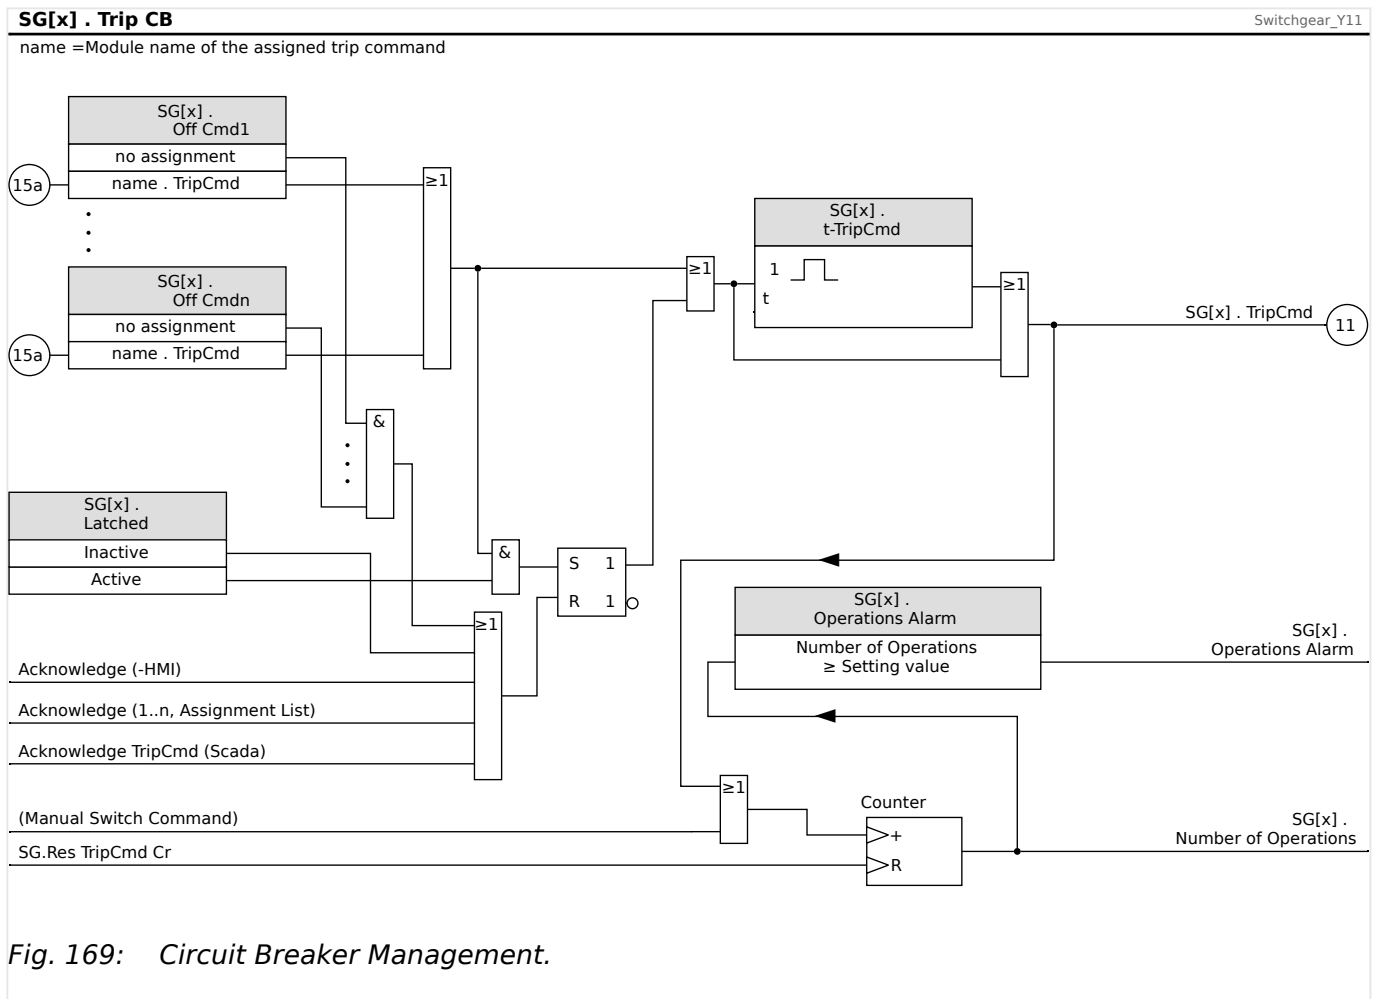 SG[x] . Trip CB
Switchgear_Y11
name =Module name of the assigned trip command
SG[x] .
Off Cmd1
no assignment
15a
name . TripCmd
≥1
SG[x] .
t-TripCmd
1
t
SG[x] .
Off Cmdn
no assignment
15a
name . TripCmd
≥1
≥1
SG[x] . TripCmd
11
&
SG[x] .
Latched
Inactive
Active
&
S 1
R 1
≥1
SG[x] .
Operations Alarm
Number of Operations
≥ Setting value
SG[x] .
Operations Alarm
Acknowledge (-HMI)
Acknowledge (1..n, Assignment List)
Acknowledge TripCmd (Scada)
≥1
(Manual Switch Command)
SG.Res TripCmd Cr
Counter
+
R
SG[x] .
Number of Operations
Fig. 169: Circuit Breaker Management.